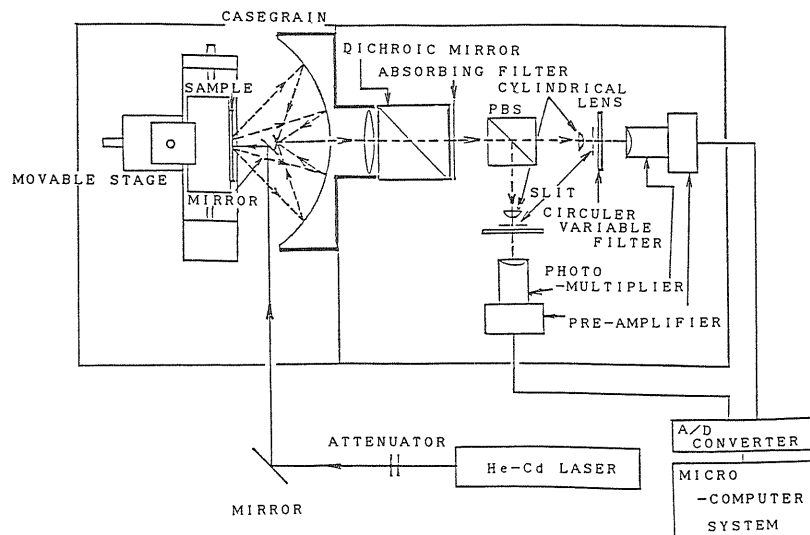 CASEGRAIN
DICHROIC MIRROR
ABSORBING FILTER
CYLINDRICAL
LENS
SAMPLE
PBS
MOVABLE STAGE
MIRROR
SLIT
CIRCULER
VARIABLE
FILTER
PHOTO
-MULTIPLIER
PRE-AMPLIFIER
ATTENUATOR
He-Cd LASER
MIRROR
A/D
CONVERTER
MICRO
-COMPUTER
SYSTEM